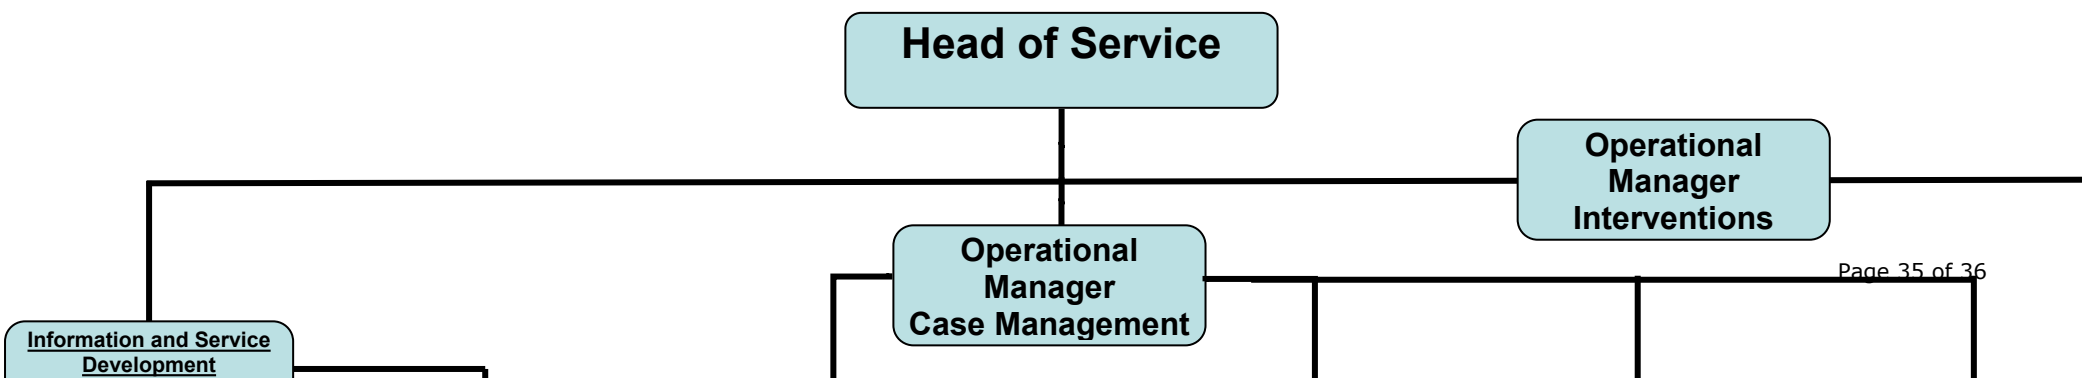 Head of Service
Operational
Manager
Interventions
Operational
Manager
Case Management
Page 35 of 36
Information and Service
Development